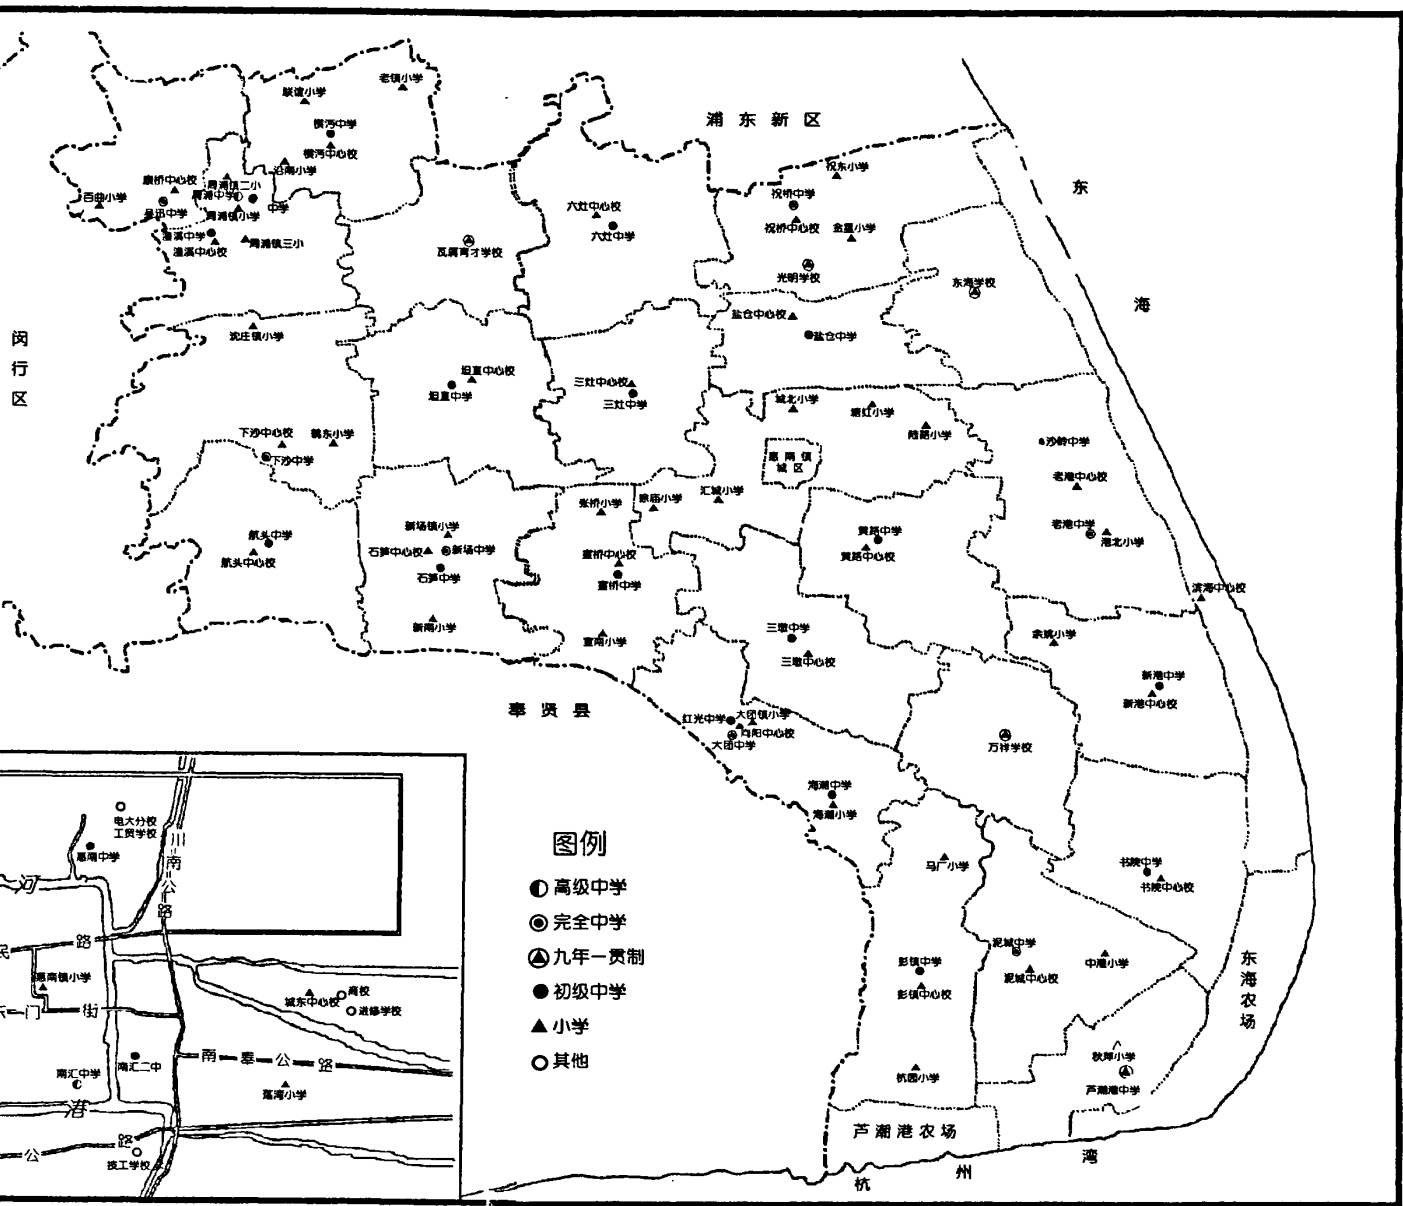 老镇小学
联谊小学
横沔中学
横沔中心校
沿南小学
浦东新区
祝东小学
祝桥中学
祝桥中心校
金星小学
光明学校
东
海
康桥中心校
百曲小学
周浦镇二小
周浦中学
中学
周浦镇小学
周浦镇三小
六灶中心校
六灶中学
东海学校
盐仓中心校
盐仓中学
沈庄镇小学
闵
行
区
坦直中心校
坦直中学
三灶中心校
三灶中学
城北小学
塘红小学
陆路小学
下沙中心校
鹤东小学
下沙中学
惠南镇
城区
沙龄中学
老港中心校
老港中学
港北小学
张桥小学
汇城小学
新场镇小学
石笋中心校
新场中学
石笋中学
新南小学
航头中学
航头中心校
宣桥中心校
宣桥中学
宣南小学
黄路中学
黄路中心校
滨海中心校
三墩中学
三墩中心校
余姚小学
新港中学
新港中心校
奉贤县
红光中学
大团镇小学
向阳中心校
大团中学
万祥学校
海潮中学
海潮小学
马厂小学
书院中学
书院中心校
图例
高级中学
完全中学
九年一贯制
初级中学
小学
其他
电大分校
工贸学校
惠南中学
川
南
公
路
河
民 路
惠南镇小学
东门 街
城东中心校
商校
进修学校
南奉公路
南汇中学
南汇二中
港
公 路
技工学校
泥城中学
泥城中心校
中港小学
彭镇中学
彭镇中心校
东
海
农
场
杭园小学
秋萍小学
芦潮港中学
芦潮港农场
杭
州
湾